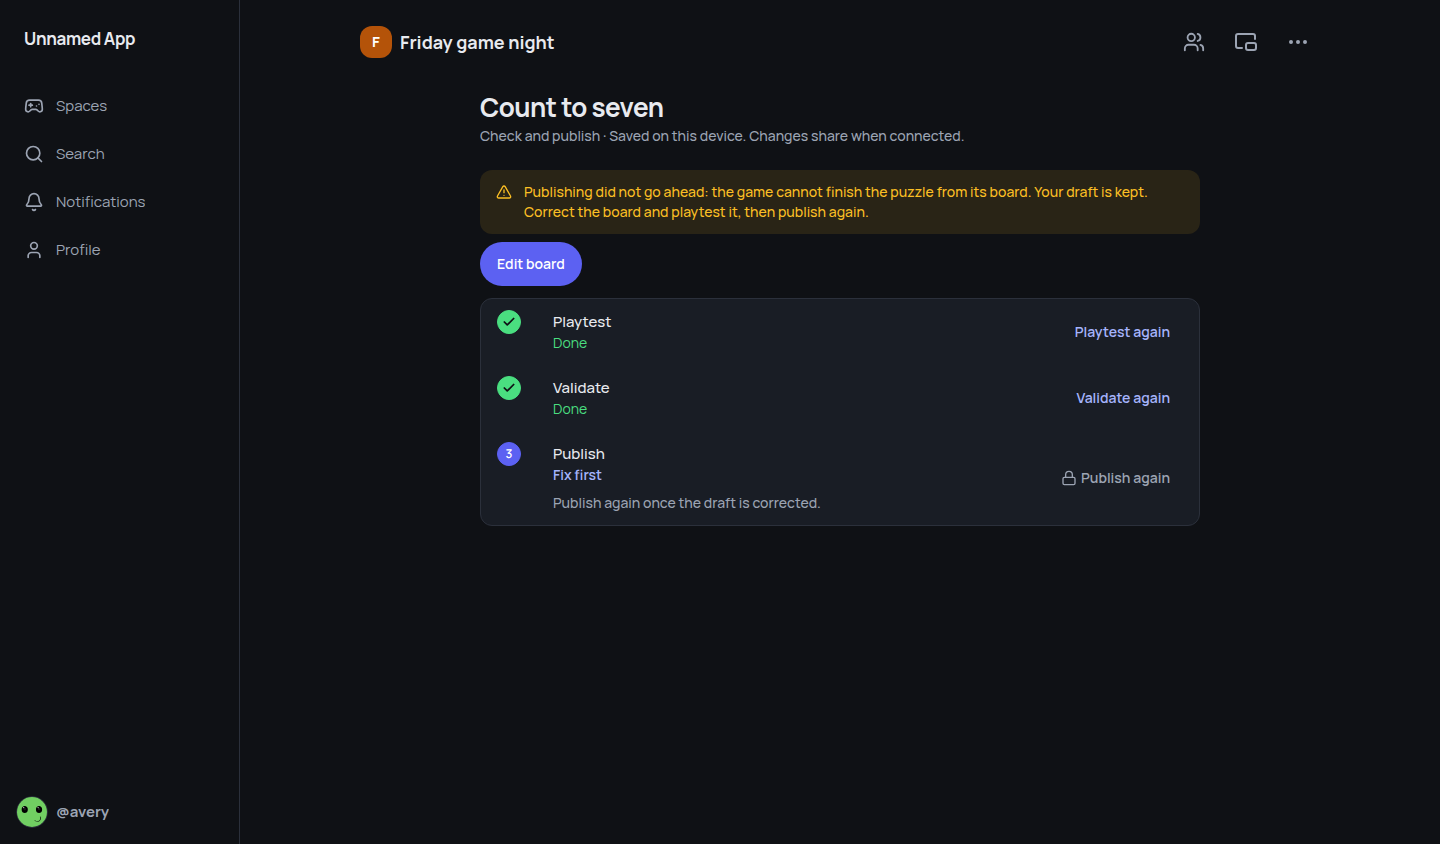 Unnamed App
Spaces
Search
Notifications
Profile
@avery
F
Friday game night
Count to seven
Check and publish · Saved on this device. Changes share when connected.
Publishing did not go ahead: the game cannot finish the puzzle from its board. Your draft is kept.
Correct the board and playtest it, then publish again.
Edit board
Playtest
Done
Playtest again
Validate
Done
Validate again
3
Publish
Fix first
Publish again once the draft is corrected.
Publish again